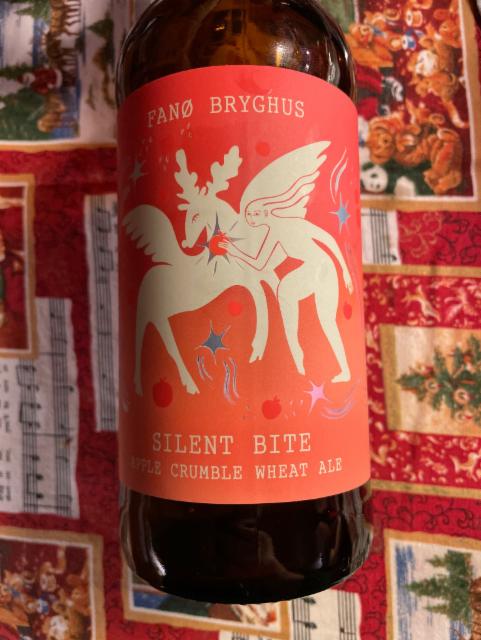 FANØ BRYGHUS
SILENT BITE
APPLE CRUMBLE WHEAT ALE